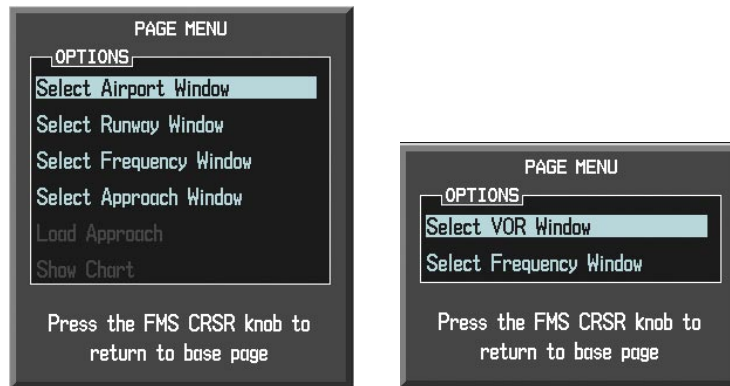 PAGE MENU
OPTIONS
Select Airport Window
Select Runway Window
Select Frequency Window
Select Approach Window
Load Approach
Show Chart
Press the FMS CRSR knob to
return to base page
PAGE MENU
OPTIONS
Select VOR Window
Select Frequency Window
Press the FMS CRSR knob to
return to base page